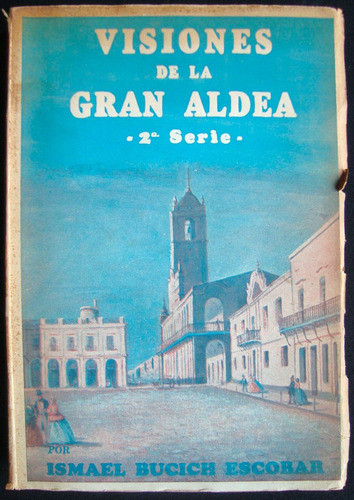 VISIONES
DE LA
GRAN ALDEA
- 2a Serie -
POR
ISMAEL BUCICH ESCOBAR